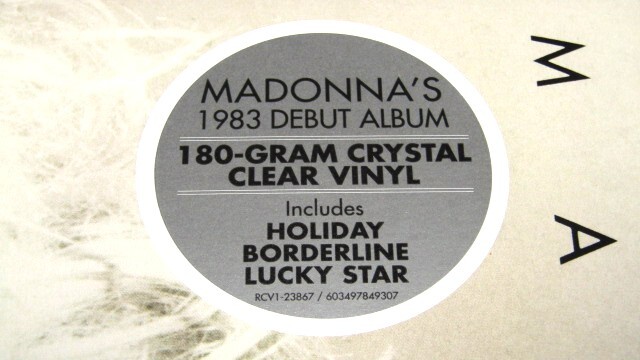 MADONNA'S
1983 DEBUT ALBUM
180-GRAM CRYSTAL
CLEAR VINYL
Includes
HOLIDAY
BORDERLINE
LUCKY STAR
RCV1-23867 / 603497849307
M A